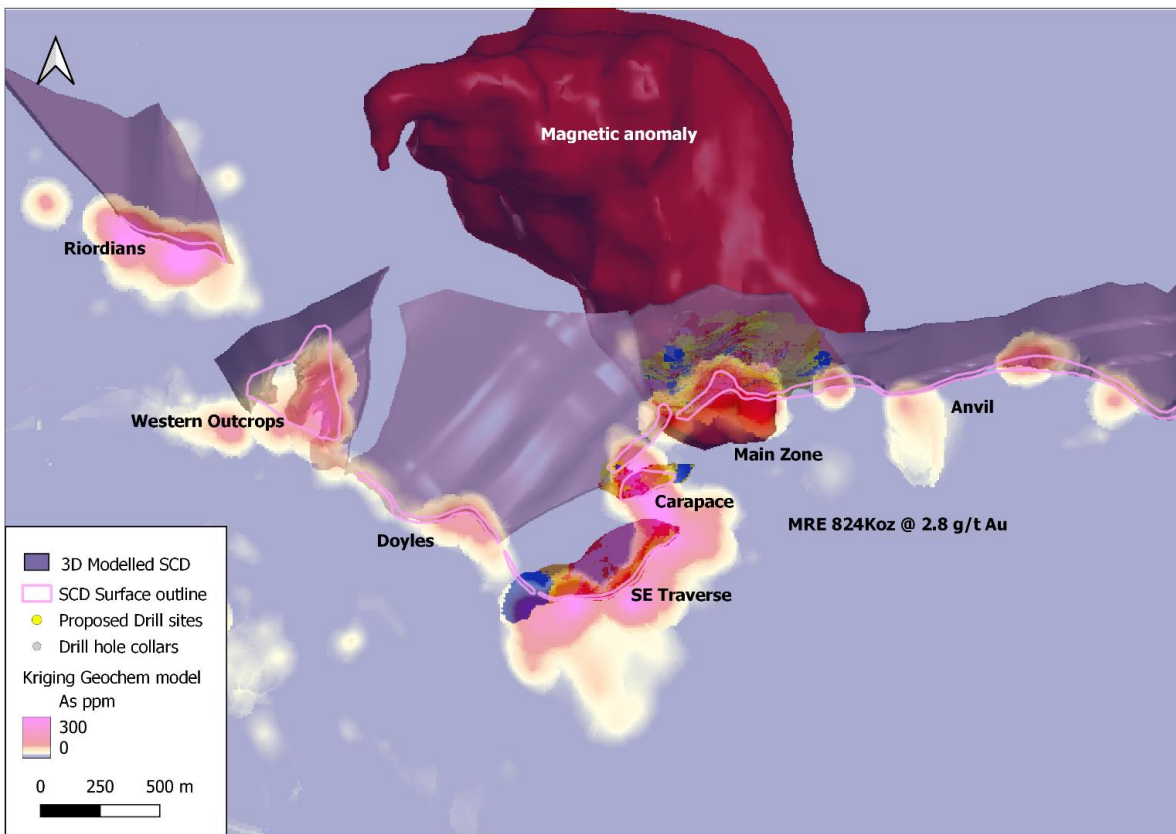 Magnetic anomaly
Riordians
Western Outcrops
Anvil
Main Zone
Carapace
MRE 824Koz @ 2.8 g/t Au
Doyles
SE Traverse
3D Modelled SCD
SCD Surface outline
Proposed Drill sites
Drill hole collars
Kriging Geochem model
As ppm
300
0
0 250 500 m